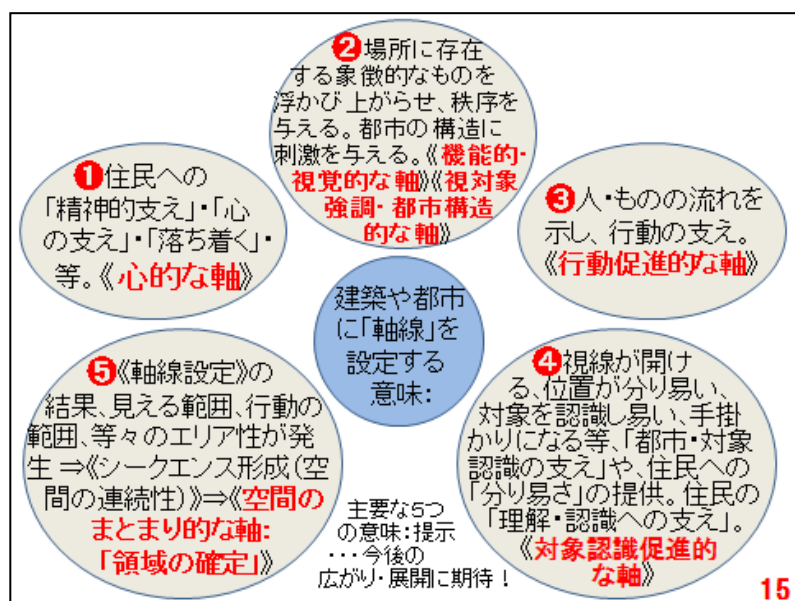 ❶住民への
「精神的支え」・「心
の支え」・「落ち着く」・
等。《心的な軸》
❷場所に存在
する象徴的なものを
浮かび上がらせ、秩序を
与える。都市の構造に
刺激を与える。《機能的・
視覚的な軸》《視対象
強調・都市構造
的な軸》
❸人・ものの流れを
示し、行動の支え。
《行動促進的な軸》
建築や都市
に「軸線」を
設定する
意味:
❹視線が開け
る、位置が分り易い、
対象を認識し易い、手掛
かりになる等、「都市・対象
認識の支え」や、住民への
「分り易さ」の提供。住民の
「理解・認識への支え」。
《対象認識促進的
な軸》
❺《軸線設定》の
結果、見える範囲、行動の
範囲、等々のエリア性が発
生⇒《シークエンス形成(空
間の連続性)》⇒《空間の
まとまり的な軸:
「領域の確定」》
主要な5つ
の意味:提示
・・・今後の
広がり・展開に期待!
15